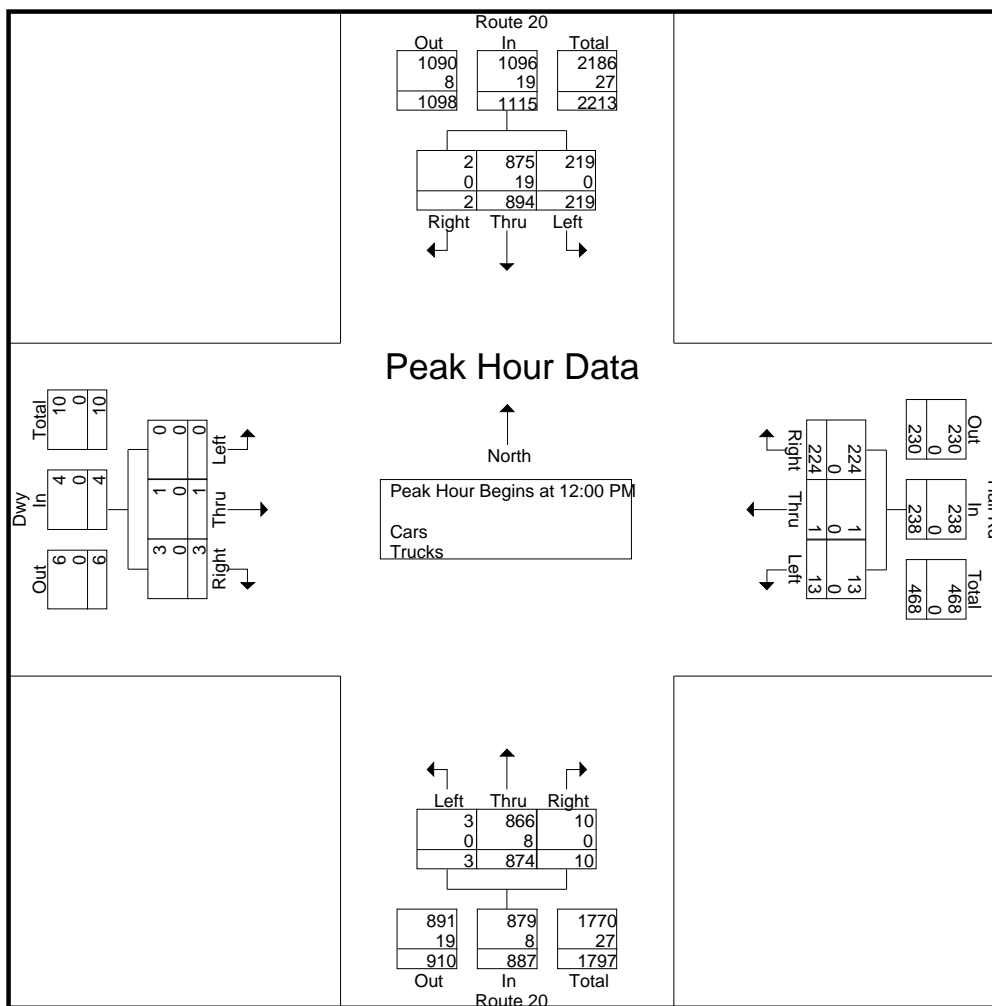 Route 20
Out In Total
1090 1096 2186
8 19 27
1098 1115 2213
2 875 219
0 19 0
2 894 219
Right Thru Left
Peak Hour Data
North
Peak Hour Begins at 12:00 PM
Cars
Trucks
Dwy
Out In Total
6 4 10
0 0 0
6 4 10
Right Thru Left
3 1 0
0 0 0
3 1 0
Out In Total
230 238 468
0 0 0
230 238 468
224 1 13
0 0 0
224 1 13
Right Thru Left
Left Thru Right
3 866 10
0 8 0
3 874 10
891 879 1770
19 8 27
910 887 1797
Out In Total
Route 20